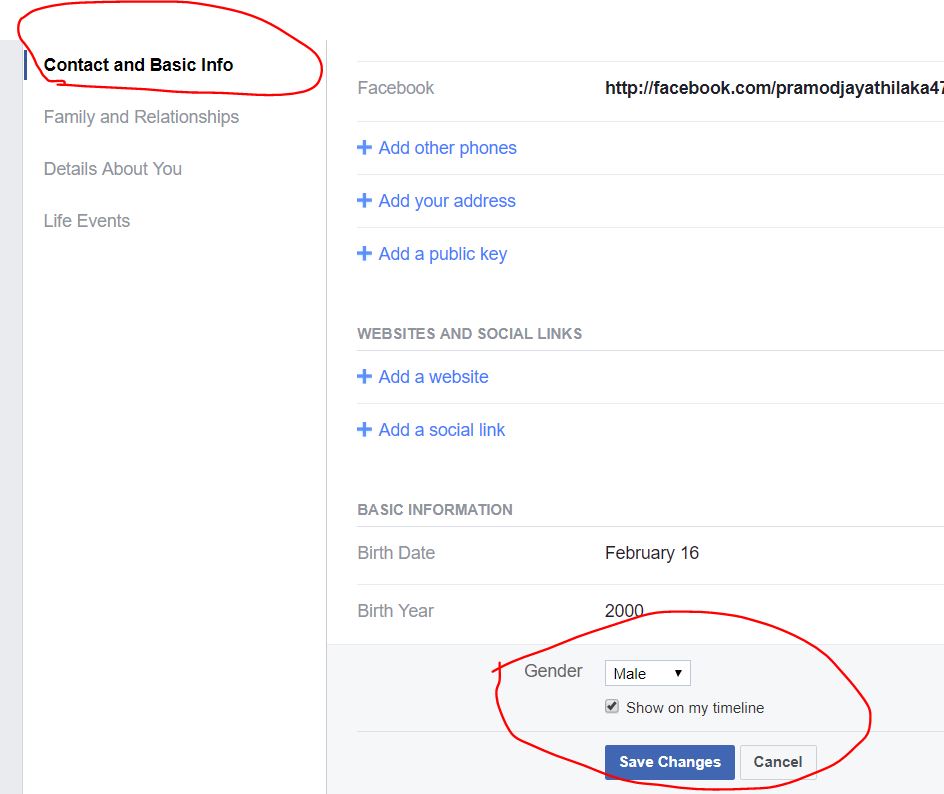 Contact and Basic Info
Family and Relationships
Details About You
Life Events
Facebook http://facebook.com/pramodjayathilaka47
+ Add other phones
+ Add your address
+ Add a public key
WEBSITES AND SOCIAL LINKS
+ Add a website
+ Add a social link
BASIC INFORMATION
Birth Date February 16
Birth Year 2000
Gender Male
Show on my timeline
Save Changes Cancel